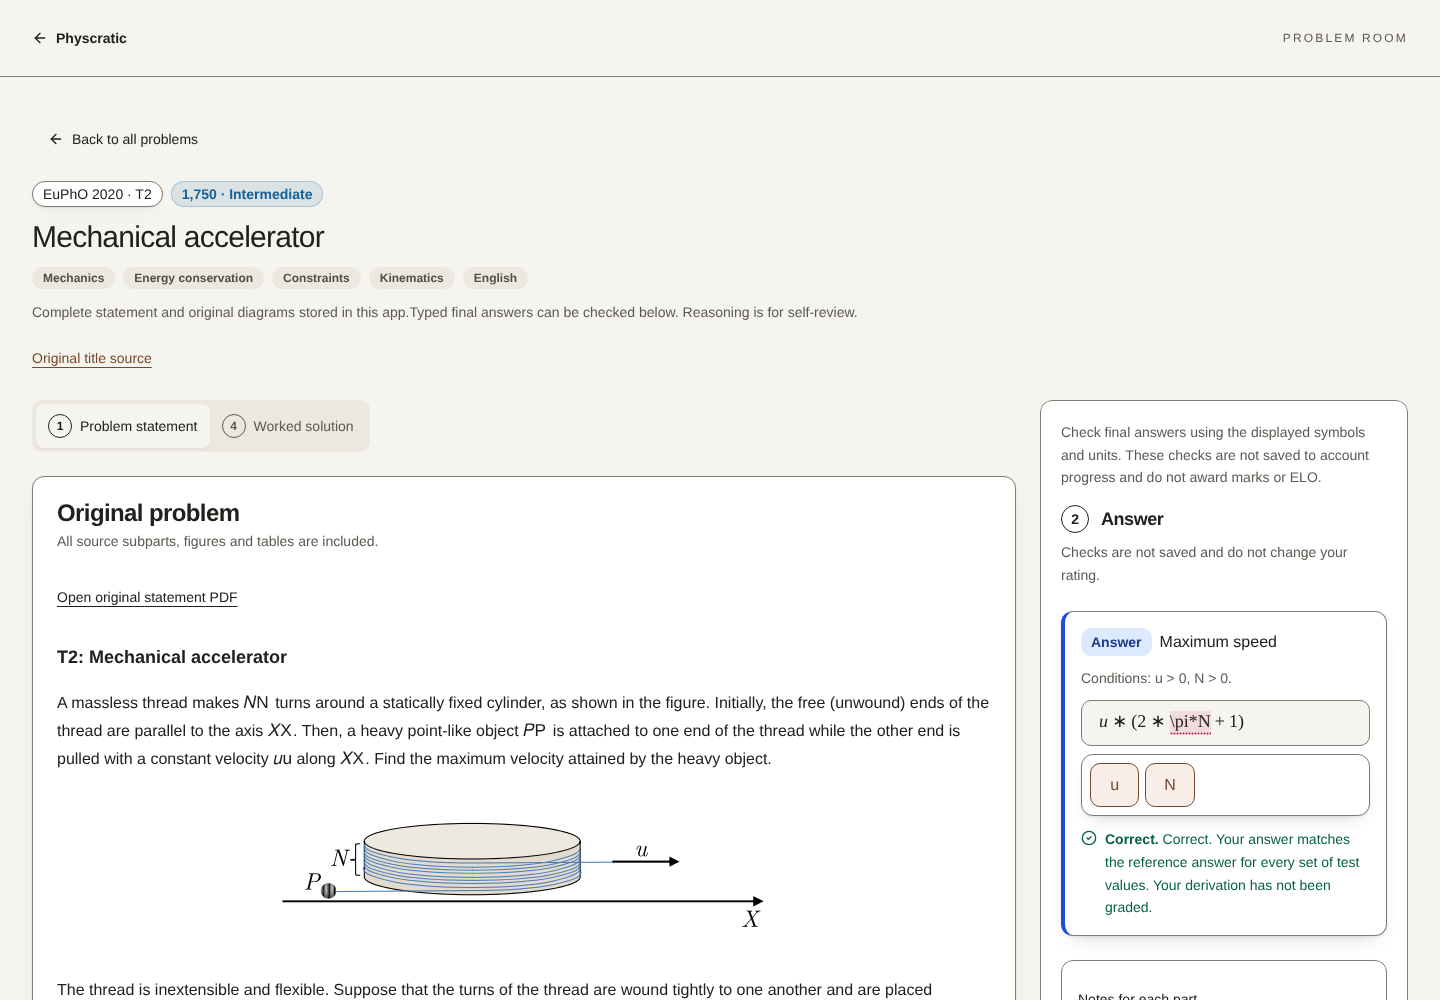 Physcratic
PROBLEM ROOM
Back to all problems
EuPhO 2020 · T2
1,750 · Intermediate
Mechanical accelerator
Mechanics
Energy conservation
Constraints
Kinematics
English
Complete statement and original diagrams stored in this app.Typed final answers can be checked below. Reasoning is for self-review.
Original title source
1 Problem statement
4 Worked solution
Original problem
All source subparts, figures and tables are included.
Open original statement PDF
T2: Mechanical accelerator
A massless thread makes NN turns around a statically fixed cylinder, as shown in the figure. Initially, the free (unwound) ends of the
thread are parallel to the axis XX. Then, a heavy point-like object PP is attached to one end of the thread while the other end is
pulled with a constant velocity uu along XX. Find the maximum velocity attained by the heavy object.
N
u
P
X
The thread is inextensible and flexible. Suppose that the turns of the thread are wound tightly to one another and are placed
Check final answers using the displayed symbols
and units. These checks are not saved to account
progress and do not award marks or ELO.
2 Answer
Checks are not saved and do not change your
rating.
Answer Maximum speed
Conditions: u > 0, N > 0.
u ∗ (2 ∗ \pi*N + 1)
u
N
Correct. Correct. Your answer matches
the reference answer for every set of test
values. Your derivation has not been
graded.
Notes for each part